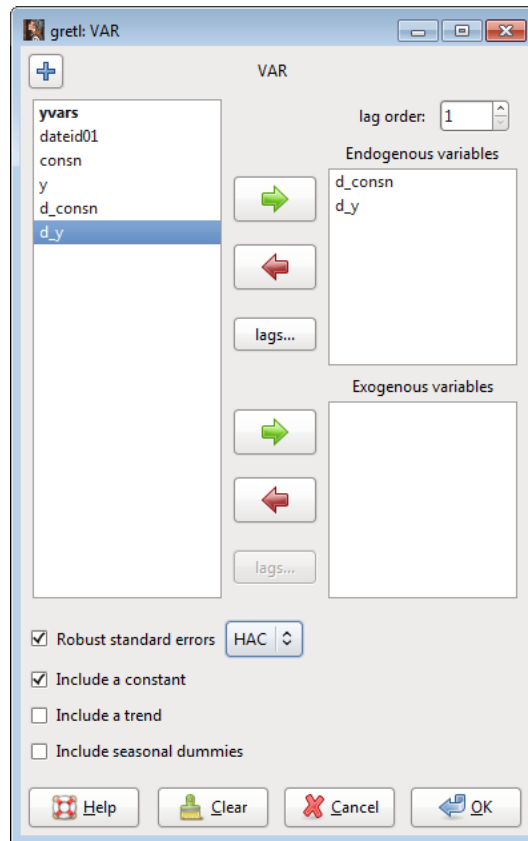 gretl: VAR
VAR
yvars
dateid01
consn
y
d_consn
d_y
lag order: 1
Endogenous variables
d_consn
d_y
lags...
Exogenous variables
lags...
Robust standard errors HAC
Include a constant
Include a trend
Include seasonal dummies
Help Clear Cancel OK